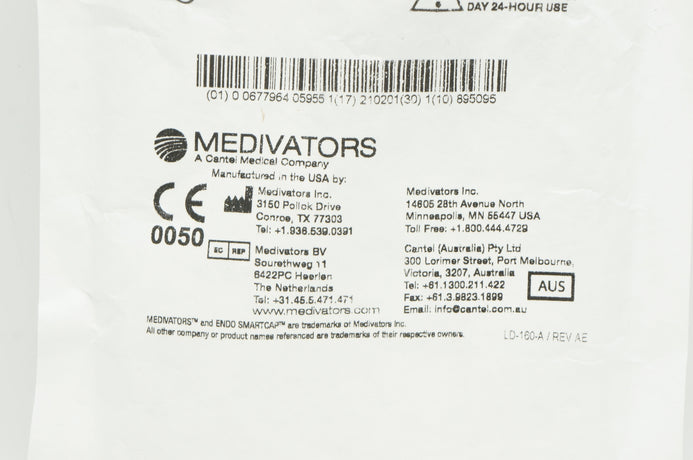 DAY 24-HOUR USE
(01) 0 0677964 05955 1(17) 210201(30) 1(10) 895095
MEDIVATORS
A Cantel Medical Company
Manufactured in the USA by:
Medivators Inc.
3150 Pollok Drive
Conroe, TX 77303
Tel: +1.936.539.0391
Medivators Inc.
14605 28th Avenue North
Minneapolis, MN 55447 USA
Toll Free: +1.800.444.4729
CE
0050
EC REP
Medivators BV
Sourethweg 11
6422PC Heerlen
The Netherlands
Tel: +31.45.5.471.471
www.medivators.com
Cantel (Australia) Pty Ltd
300 Lorimer Street, Port Melbourne,
Victoria, 3207, Australia
Tel: +61.1300.211.422
Fax: +61.3.9823.1899
Email: info@cantel.com.au
AUS
MEDIVATORS™ and ENDO SMARTCAP™ are trademarks of Medivators Inc.
All other company or product names referenced are trademarks of their respective owners.
LD-160-A / REV AE